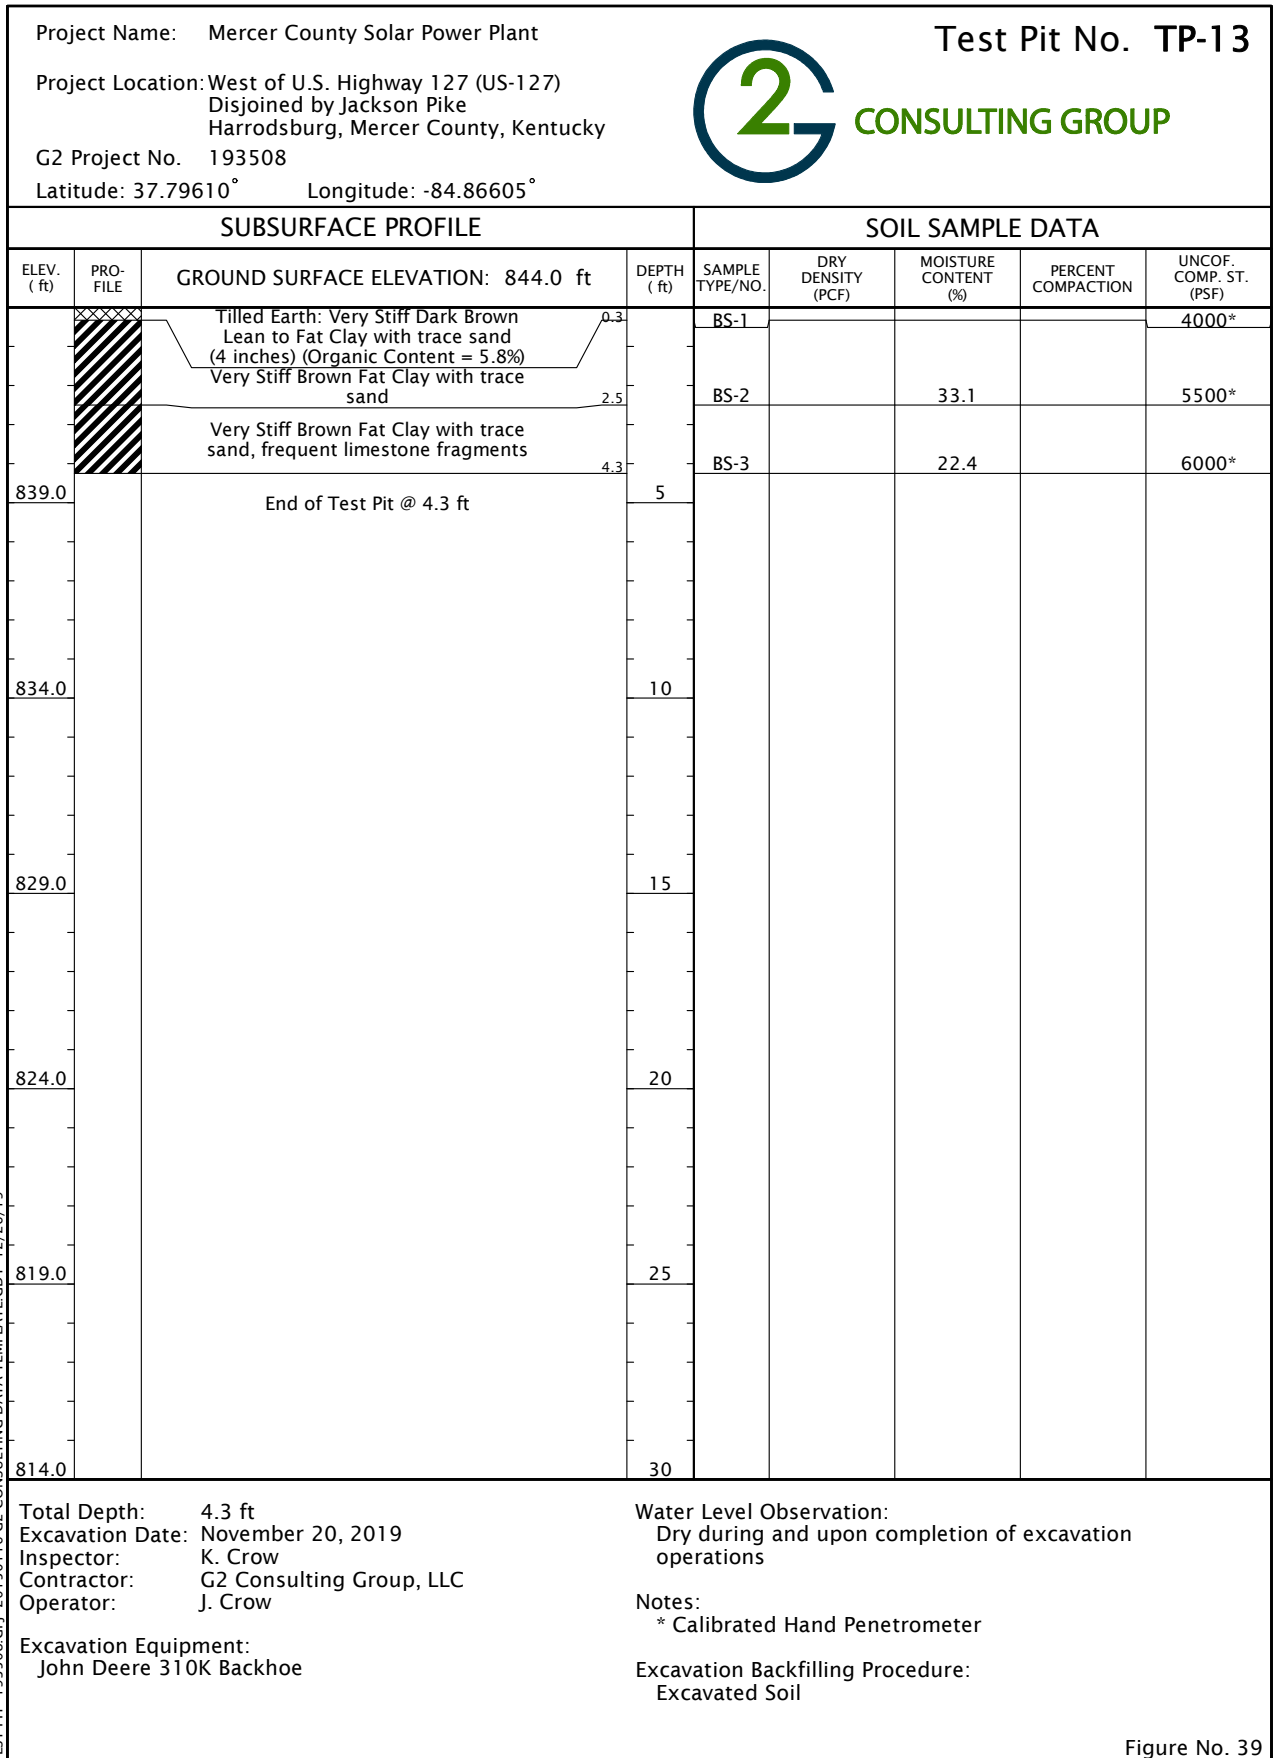 Project Name: Mercer County Solar Power Plant
Test Pit No. TP-13
Project Location: West of U.S. Highway 127 (US-127)
Disjoined by Jackson Pike
Harrodsburg, Mercer County, Kentucky
G2 Project No. 193508
Latitude: 37.79610° Longitude: -84.86605°
G2 CONSULTING GROUP
SUBSURFACE PROFILE
SOIL SAMPLE DATA
ELEV. (ft)
PRO-FILE
GROUND SURFACE ELEVATION: 844.0 ft
DEPTH (ft)
SAMPLE TYPE/NO.
DRY DENSITY (PCF)
MOISTURE CONTENT (%)
PERCENT COMPACTION
UNCOF. COMP. ST. (PSF)
Tilled Earth: Very Stiff Dark Brown 0.3 BS-1 4000*
Lean to Fat Clay with trace sand
(4 inches) (Organic Content = 5.8%)
Very Stiff Brown Fat Clay with trace
sand 2.5 BS-2 33.1 5500*
Very Stiff Brown Fat Clay with trace
sand, frequent limestone fragments
4.3 BS-3 22.4 6000*
839.0 End of Test Pit @ 4.3 ft 5
834.0 10
829.0 15
824.0 20
819.0 25
814.0 30
Total Depth: 4.3 ft
Excavation Date: November 20, 2019
Inspector: K. Crow
Contractor: G2 Consulting Group, LLC
Operator: J. Crow
Excavation Equipment:
John Deere 310K Backhoe
Water Level Observation:
Dry during and upon completion of excavation
operations
Notes:
* Calibrated Hand Penetrometer
Excavation Backfilling Procedure:
Excavated Soil
Figure No. 39